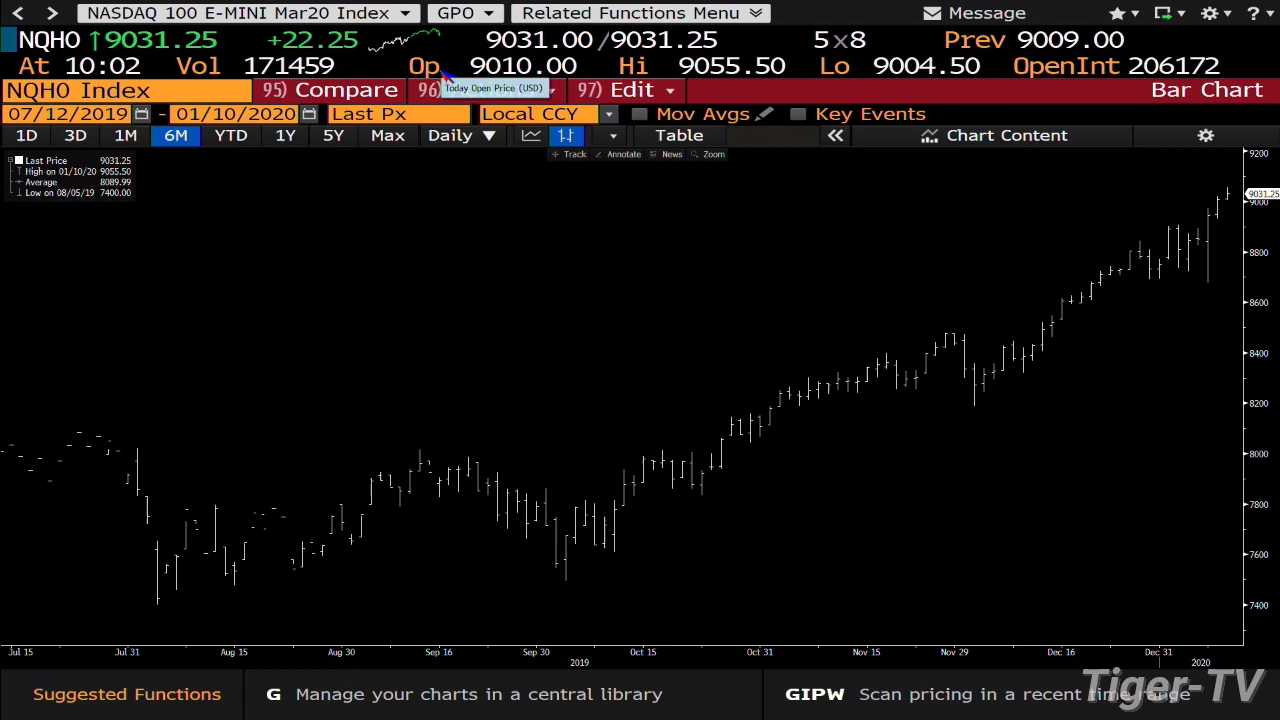 NASDAQ 100 E-MINI Mar20 Index GPO Related Functions Menu Message
NQH0 ↑9031.25 +22.25 9031.00 /9031.25 5x8 Prev 9009.00
At 10:02 Vol 171459 Op 9010.00 Hi 9055.50 Lo 9004.50 OpenInt 206172
NQH0 Index 95) Compare 96) Today Open Price (USD) 97) Edit Bar Chart
07/12/2019 - 01/10/2020 Last Px Local CCY Mov Avgs Key Events
1D 3D 1M 6M YTD 1Y 5Y Max Daily ▼ Table « Chart Content
Track Annotate News Zoom
Last Price 9031.25
High on 01/10/20 9055.50
Average 8089.99
Low on 08/05/19 7400.00
9200
9031.25
9000
8800
8600
8400
8200
8000
7800
7600
7400
Jul 15 Jul 31 Aug 15 Aug 30 Sep 16 Sep 30 Oct 15 Oct 31 Nov 15 Nov 29 Dec 16 Dec 31
2019 2020
Suggested Functions G Manage your charts in a central library GIPW Scan pricing in a recent time range
Tiger-TV